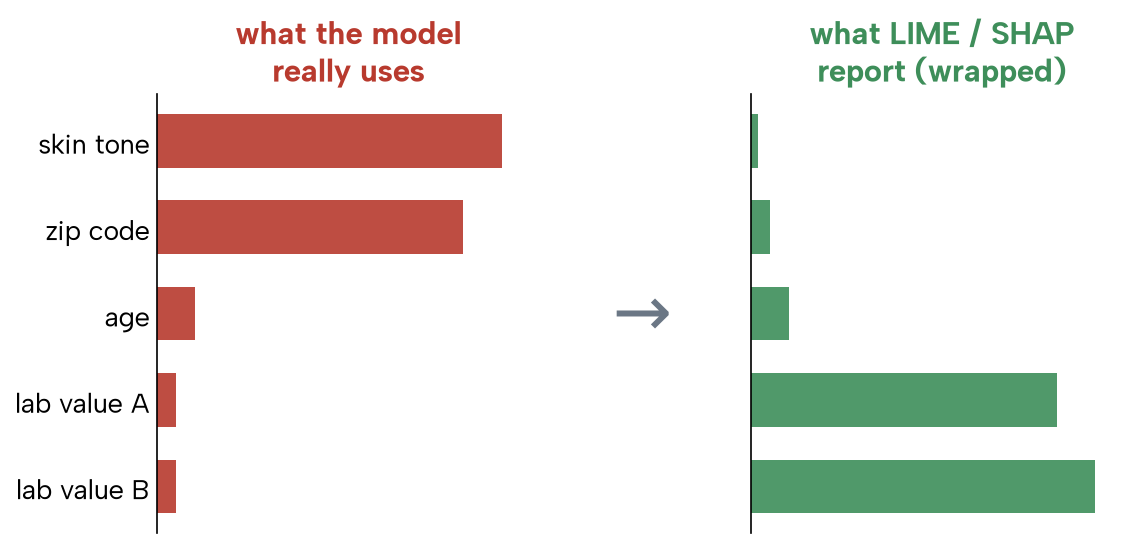 what the model
really uses
what LIME / SHAP
report (wrapped)
skin tone
zip code
age
→
lab value A
lab value B